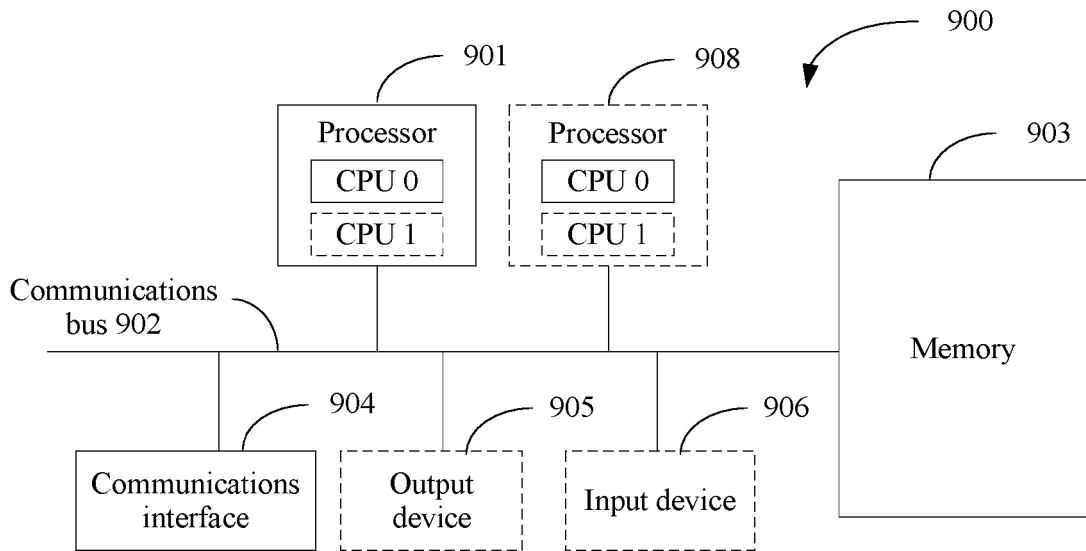 900
901
908
903
Processor
CPU 0
CPU 1
Processor
CPU 0
CPU 1
Communications
bus 902
Memory
904
905
906
Communications
interface
Output
device
Input device